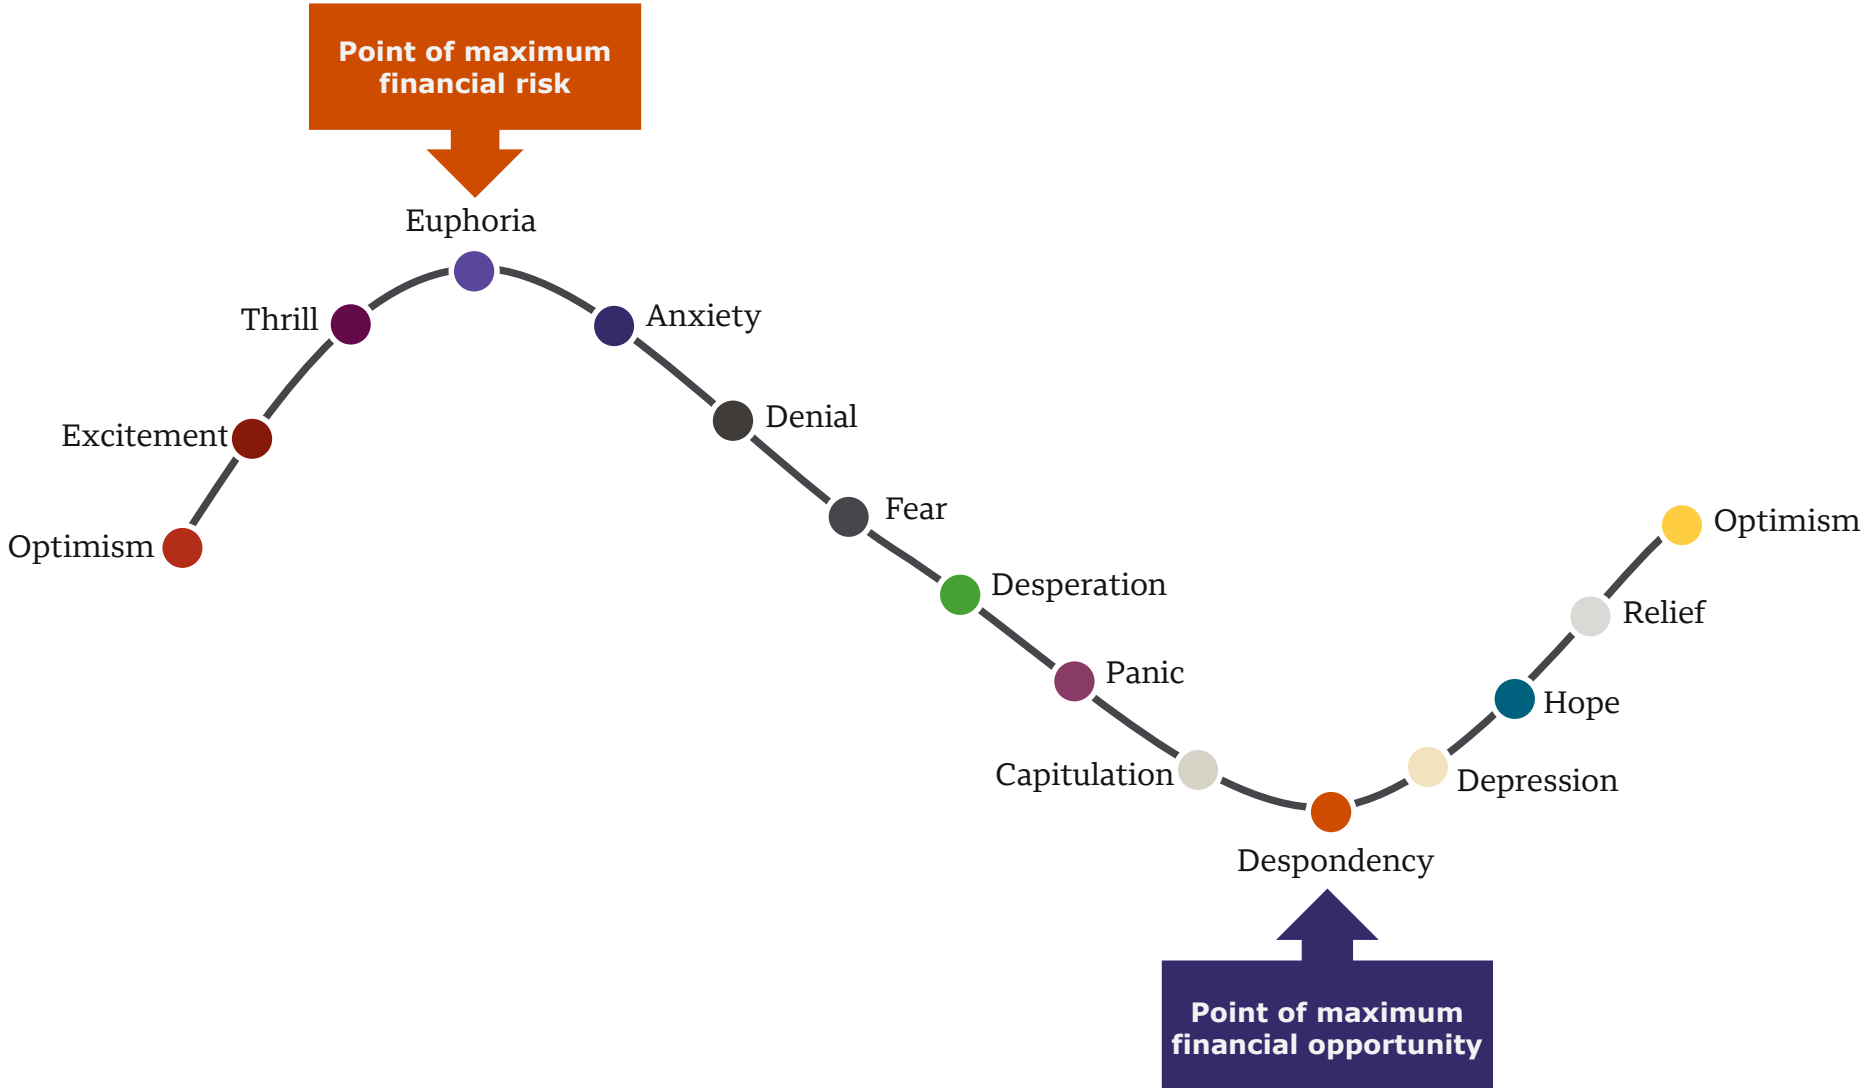 Point of maximum
financial risk
Euphoria
Thrill
Anxiety
Excitement
Denial
Optimism
Fear
Desperation
Panic
Capitulation
Despondency
Depression
Hope
Relief
Optimism
Point of maximum
financial opportunity